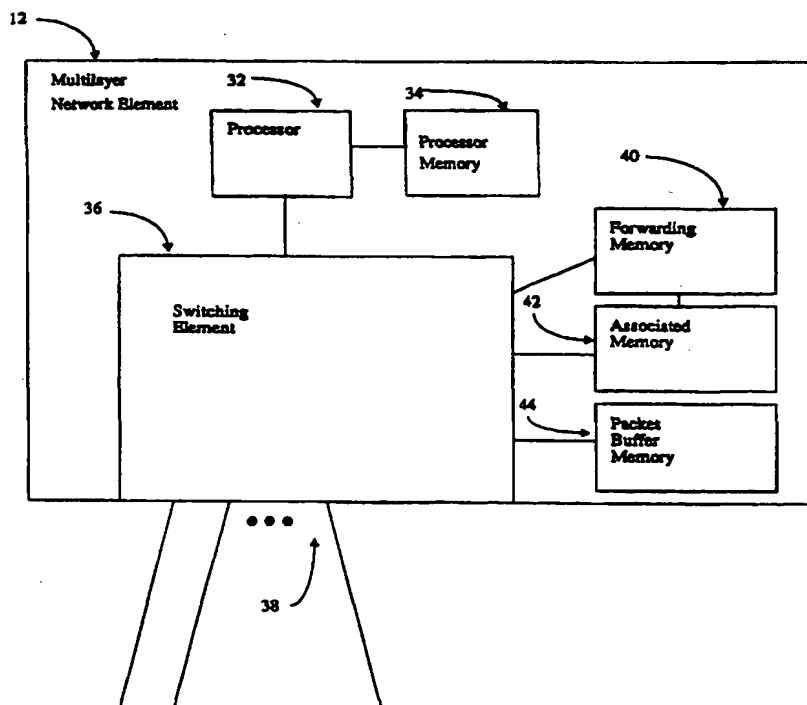 12
Multilayer
Network Element
32
Processor
34
Processor
Memory
40
Forwarding
Memory
36
Switching
Element
42
Associated
Memory
44
Packet
Buffer
Memory
38